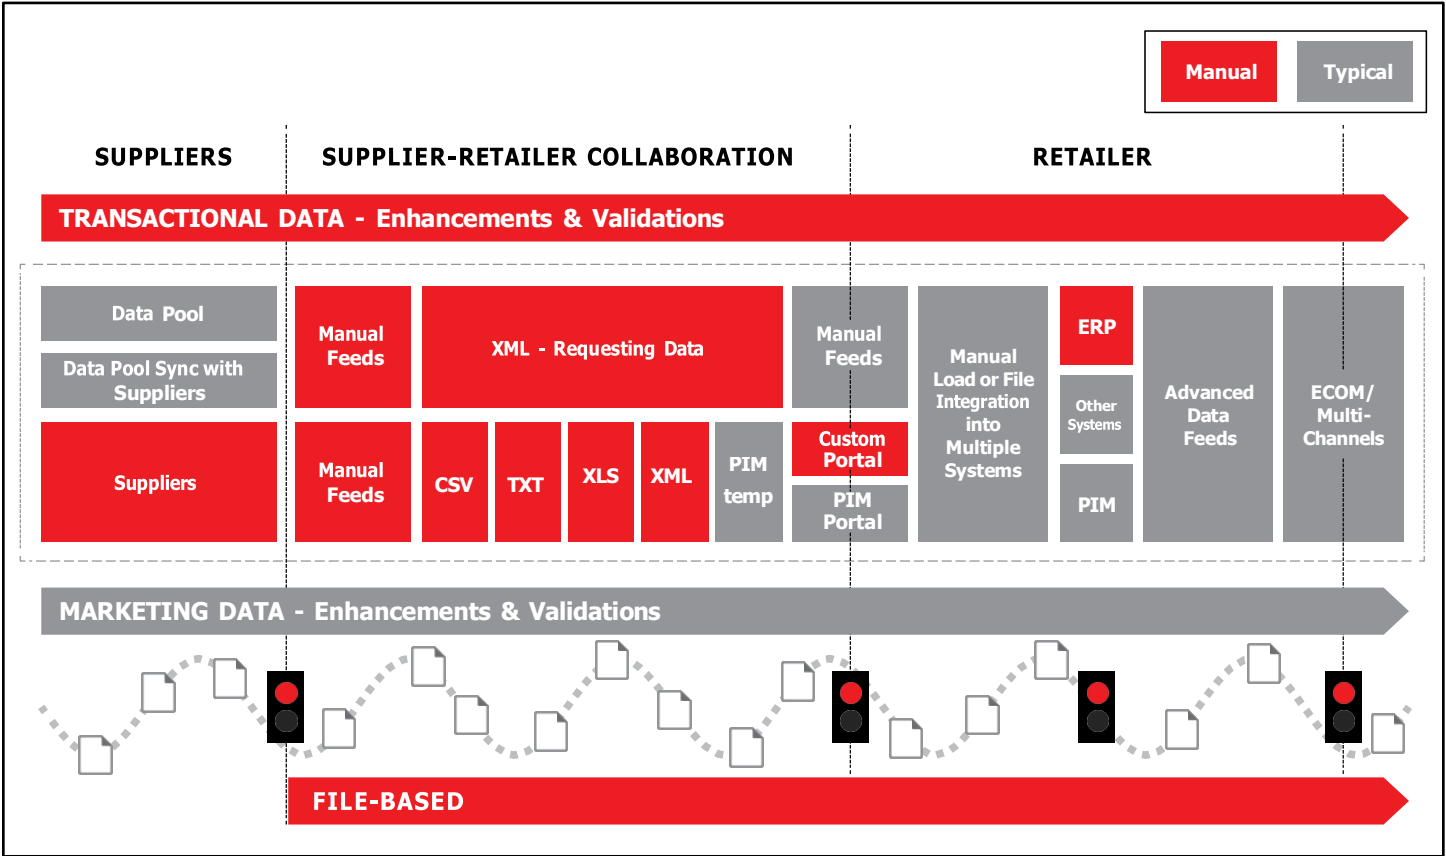 Manual
Typical
SUPPLIERS
SUPPLIER-RETAILER COLLABORATION
RETAILER
TRANSACTIONAL DATA - Enhancements & Validations
Data Pool
Data Pool Sync with
Suppliers
Suppliers
Manual
Feeds
XML - Requesting Data
Manual
Feeds
CSV
TXT
XLS
XML
PIM
temp
Manual
Feeds
Custom
Portal
PIM
Portal
Manual
Load or File
Integration
into
Multiple
Systems
ERP
Other
Systems
PIM
Advanced
Data
Feeds
ECOM/
Multi-
Channels
MARKETING DATA - Enhancements & Validations
FILE-BASED